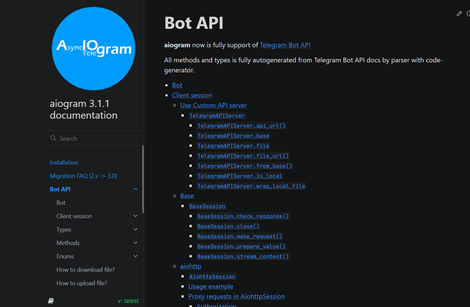 AsyncIO
Telegram
aiogram 3.1.1
documentation
Search
Installation
Migration FAQ (2.x -> 3.0)
Bot API
Bot
Client session
Types
Methods
Enums
How to download file?
How to upload file?
v: latest
Bot API
aiogram now is fully support of Telegram Bot API
All methods and types is fully autogenerated from Telegram Bot API docs by parser with code-
generator.
Bot
Client session
Use Custom API server
TelegramAPIServer
TelegramAPIServer.api_url()
TelegramAPIServer.base
TelegramAPIServer.file
TelegramAPIServer.file_url()
TelegramAPIServer.from_base()
TelegramAPIServer.is_local
TelegramAPIServer.wrap_local_file
Base
BaseSession
BaseSession.check_response()
BaseSession.close()
BaseSession.make_request()
BaseSession.prepare_value()
BaseSession.stream_content()
aiohttp
AiohttpSession
Usage example
Proxy requests in AiohttpSession
Authorization